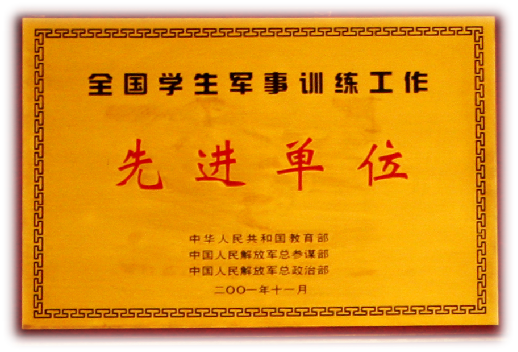 全国学生军事训练工作
先进单位
中华人民共和国教育部
中国人民解放军总参谋部
中国人民解放军总政治部
二〇〇一年十一月